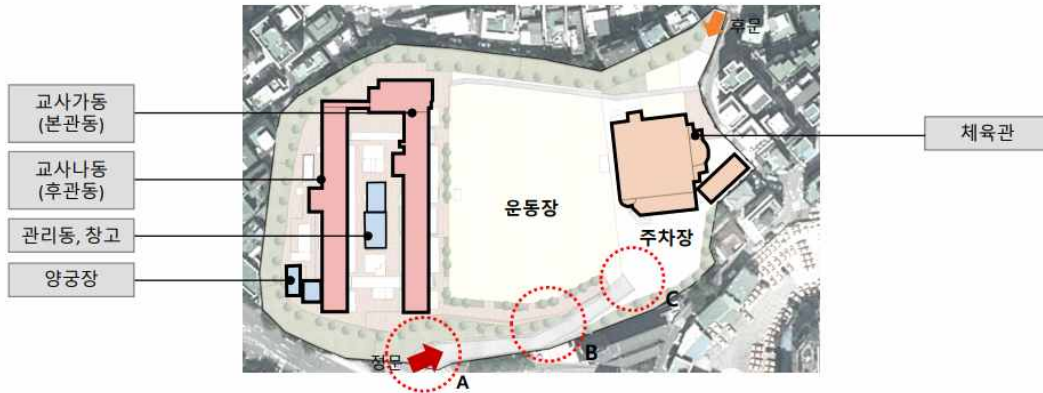 후문
교사가동
(본관동)
교사나동
(후관동)
관리동, 창고
양궁장
체육관
운동장
주차장
C
B
정문
A